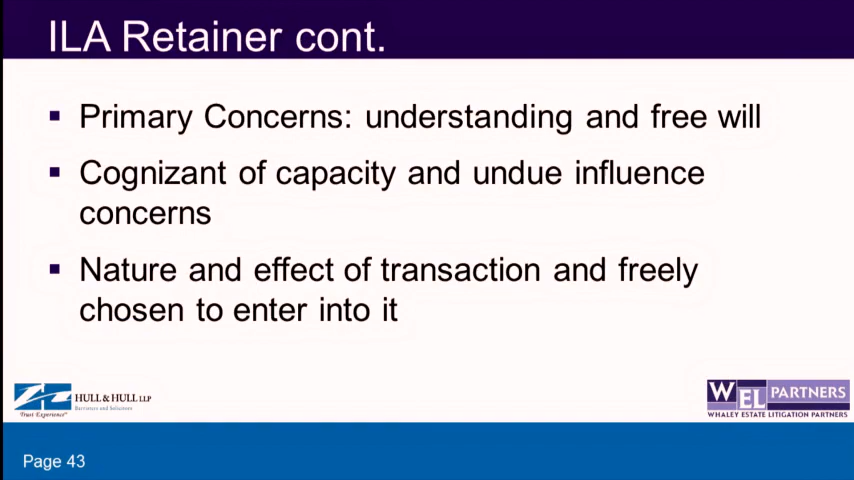 ILA Retainer cont.
▪ Primary Concerns: understanding and free will
▪ Cognizant of capacity and undue influence
concerns
▪ Nature and effect of transaction and freely
chosen to enter into it
HULL & HULL LLP
Barristers and Solicitors
Trust Experience
WEL PARTNERS
WHALEY ESTATE LITIGATION PARTNERS
Page 43